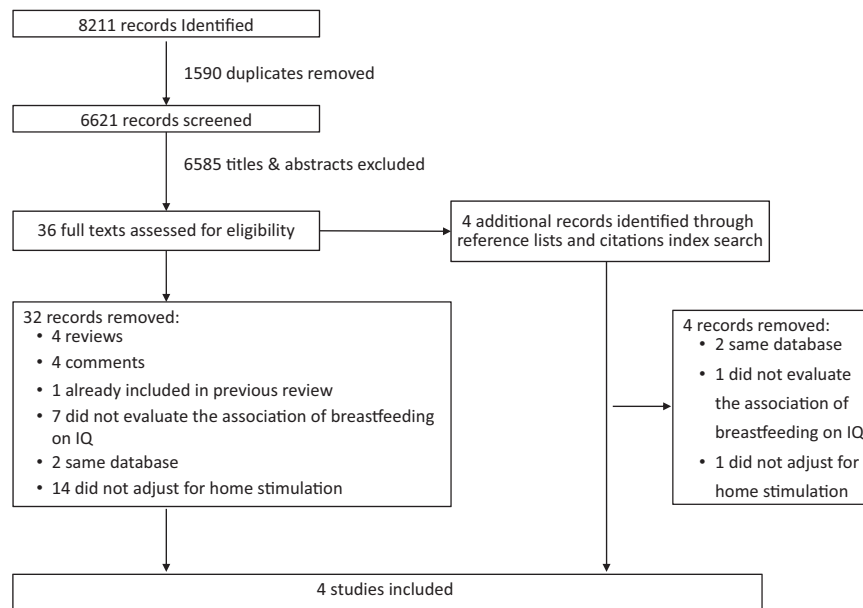 8211 records Identified
1590 duplicates removed
6621 records screened
6585 titles & abstracts excluded
36 full texts assessed for eligibility
4 additional records identified through
reference lists and citations index search
32 records removed:
• 4 reviews
• 4 comments
• 1 already included in previous review
• 7 did not evaluate the association of breastfeeding
on IQ
• 2 same database
• 14 did not adjust for home stimulation
4 records removed:
• 2 same database
• 1 did not evaluate
the association of
breastfeeding on IQ
• 1 did not adjust for
home stimulation
4 studies included